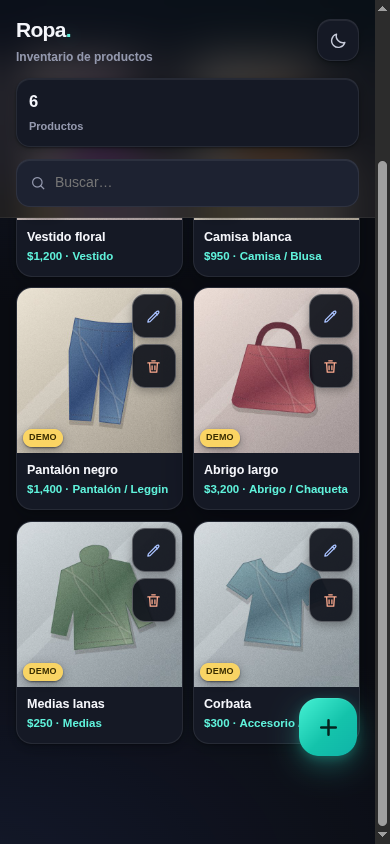 Ropa.
Inventario de productos
6
Productos
Buscar…
Vestido floral
$1,200 · Vestido
Camisa blanca
$950 · Camisa / Blusa
DEMO
Pantalón negro
$1,400 · Pantalón / Leggin
DEMO
Abrigo largo
$3,200 · Abrigo / Chaqueta
DEMO
Medias lanas
$250 · Medias
DEMO
Corbata
$300 · Accesorio